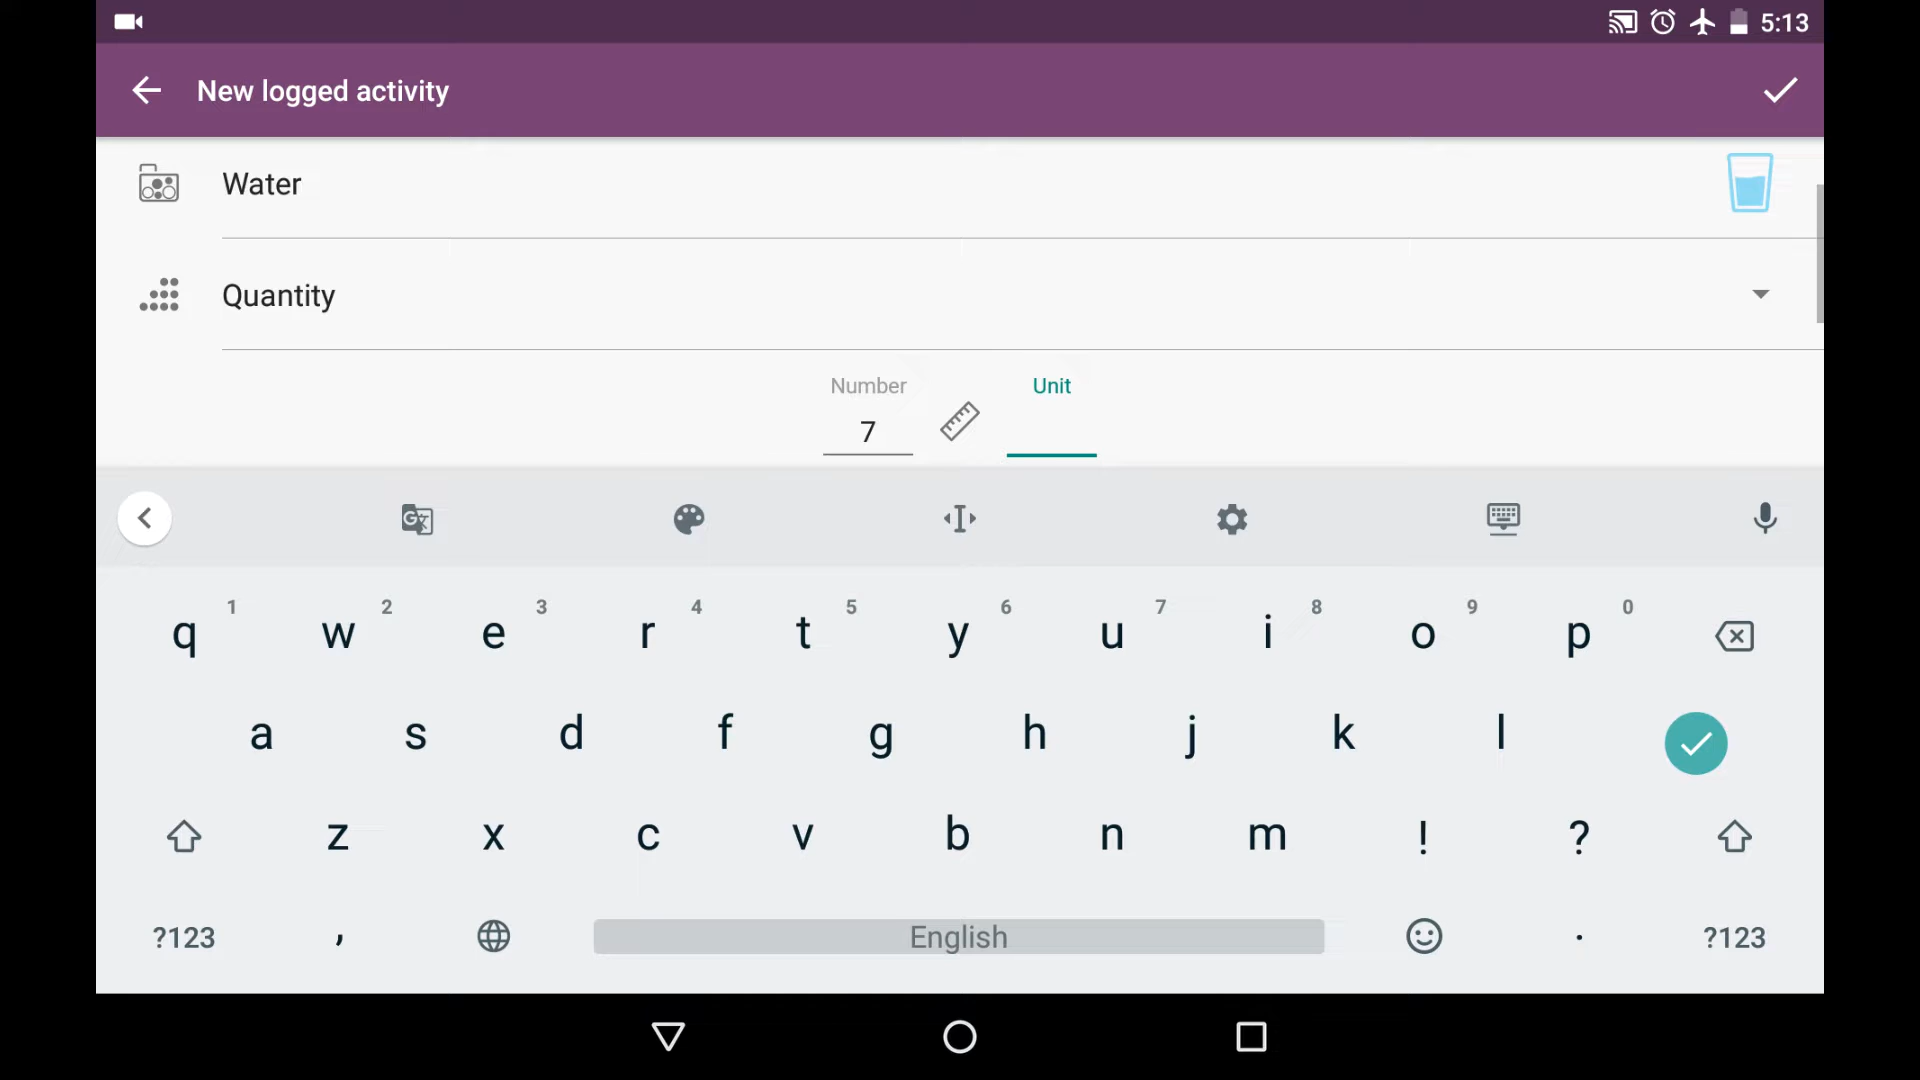 5:13
New logged activity
Water
Quantity
Number Unit
7
1 2 3 4 5 6 7 8 9 0
q w e r t y u i o p
a s d f g h j k l
z x c v b n m ! ?
?123 , English . ?123